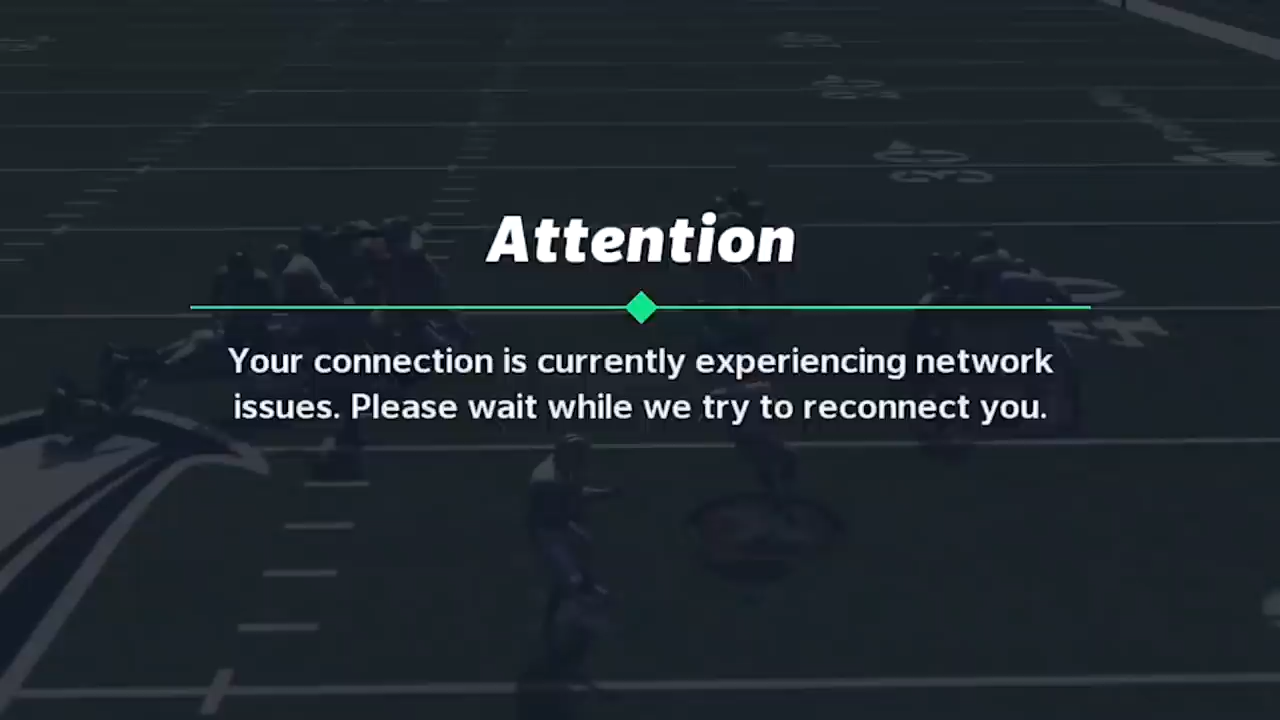 Attention
Your connection is currently experiencing network
issues. Please wait while we try to reconnect you.